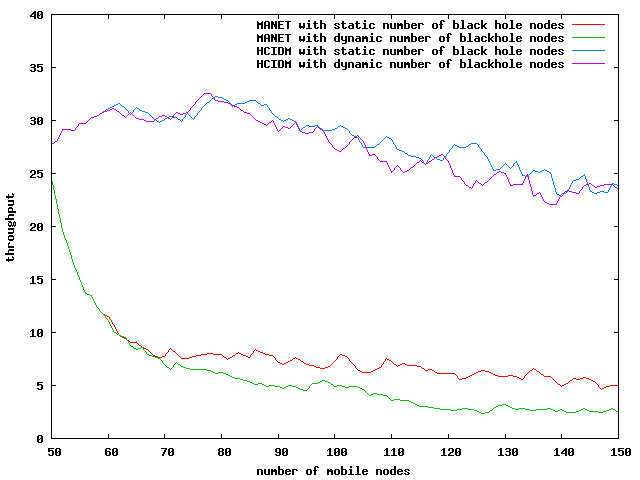 40
35
30
25
20
15
10
5
0
throughput
MANET with static number of black hole nodes
MANET with dynamic number of blackhole nodes
HCIDM with static number of black hole nodes
HCIDM with dynamic number of blackhole nodes
50 60 70 80 90 100 110 120 130 140 150
number of mobile nodes